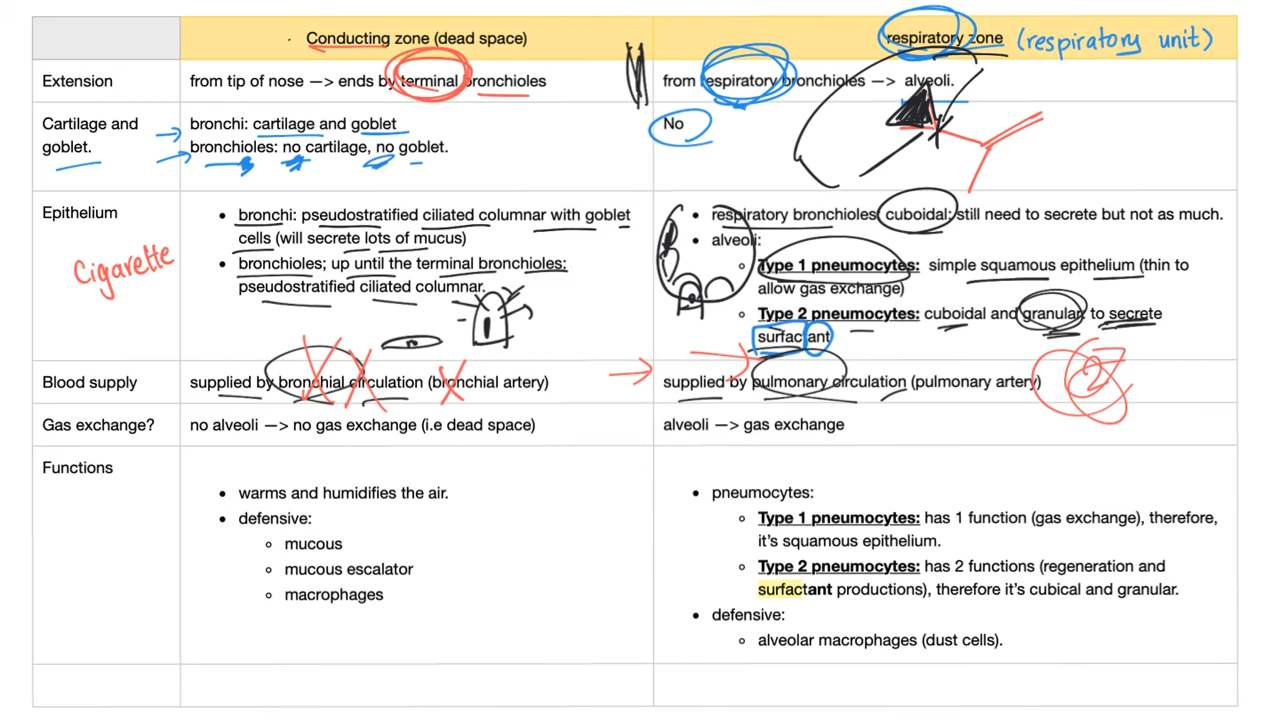 Conducting zone (dead space)
respiratory zone (respiratory unit)
Extension
from tip of nose —> ends by terminal bronchioles
from respiratory bronchioles —> alveoli.
Cartilage and
goblet.
bronchi: cartilage and goblet
bronchioles: no cartilage, no goblet.
No
Epithelium
Cigarette
• bronchi: pseudostratified ciliated columnar with goblet
cells (will secrete lots of mucus)
• bronchioles; up until the terminal bronchioles:
pseudostratified ciliated columnar.
• respiratory bronchioles cuboidal; still need to secrete but not as much.
• alveoli:
Type 1 pneumocytes: simple squamous epithelium (thin to
allow gas exchange)
Type 2 pneumocytes: cuboidal and granular to secrete
surfactant
Blood supply
supplied by bronchial circulation (bronchial artery)
supplied by pulmonary circulation (pulmonary artery)
2
Gas exchange?
no alveoli —> no gas exchange (i.e dead space)
alveoli —> gas exchange
Functions
• warms and humidifies the air.
• defensive:
mucous
mucous escalator
macrophages
• pneumocytes:
Type 1 pneumocytes: has 1 function (gas exchange), therefore,
it's squamous epithelium.
Type 2 pneumocytes: has 2 functions (regeneration and
surfactant productions), therefore it's cubical and granular.
• defensive:
alveolar macrophages (dust cells).